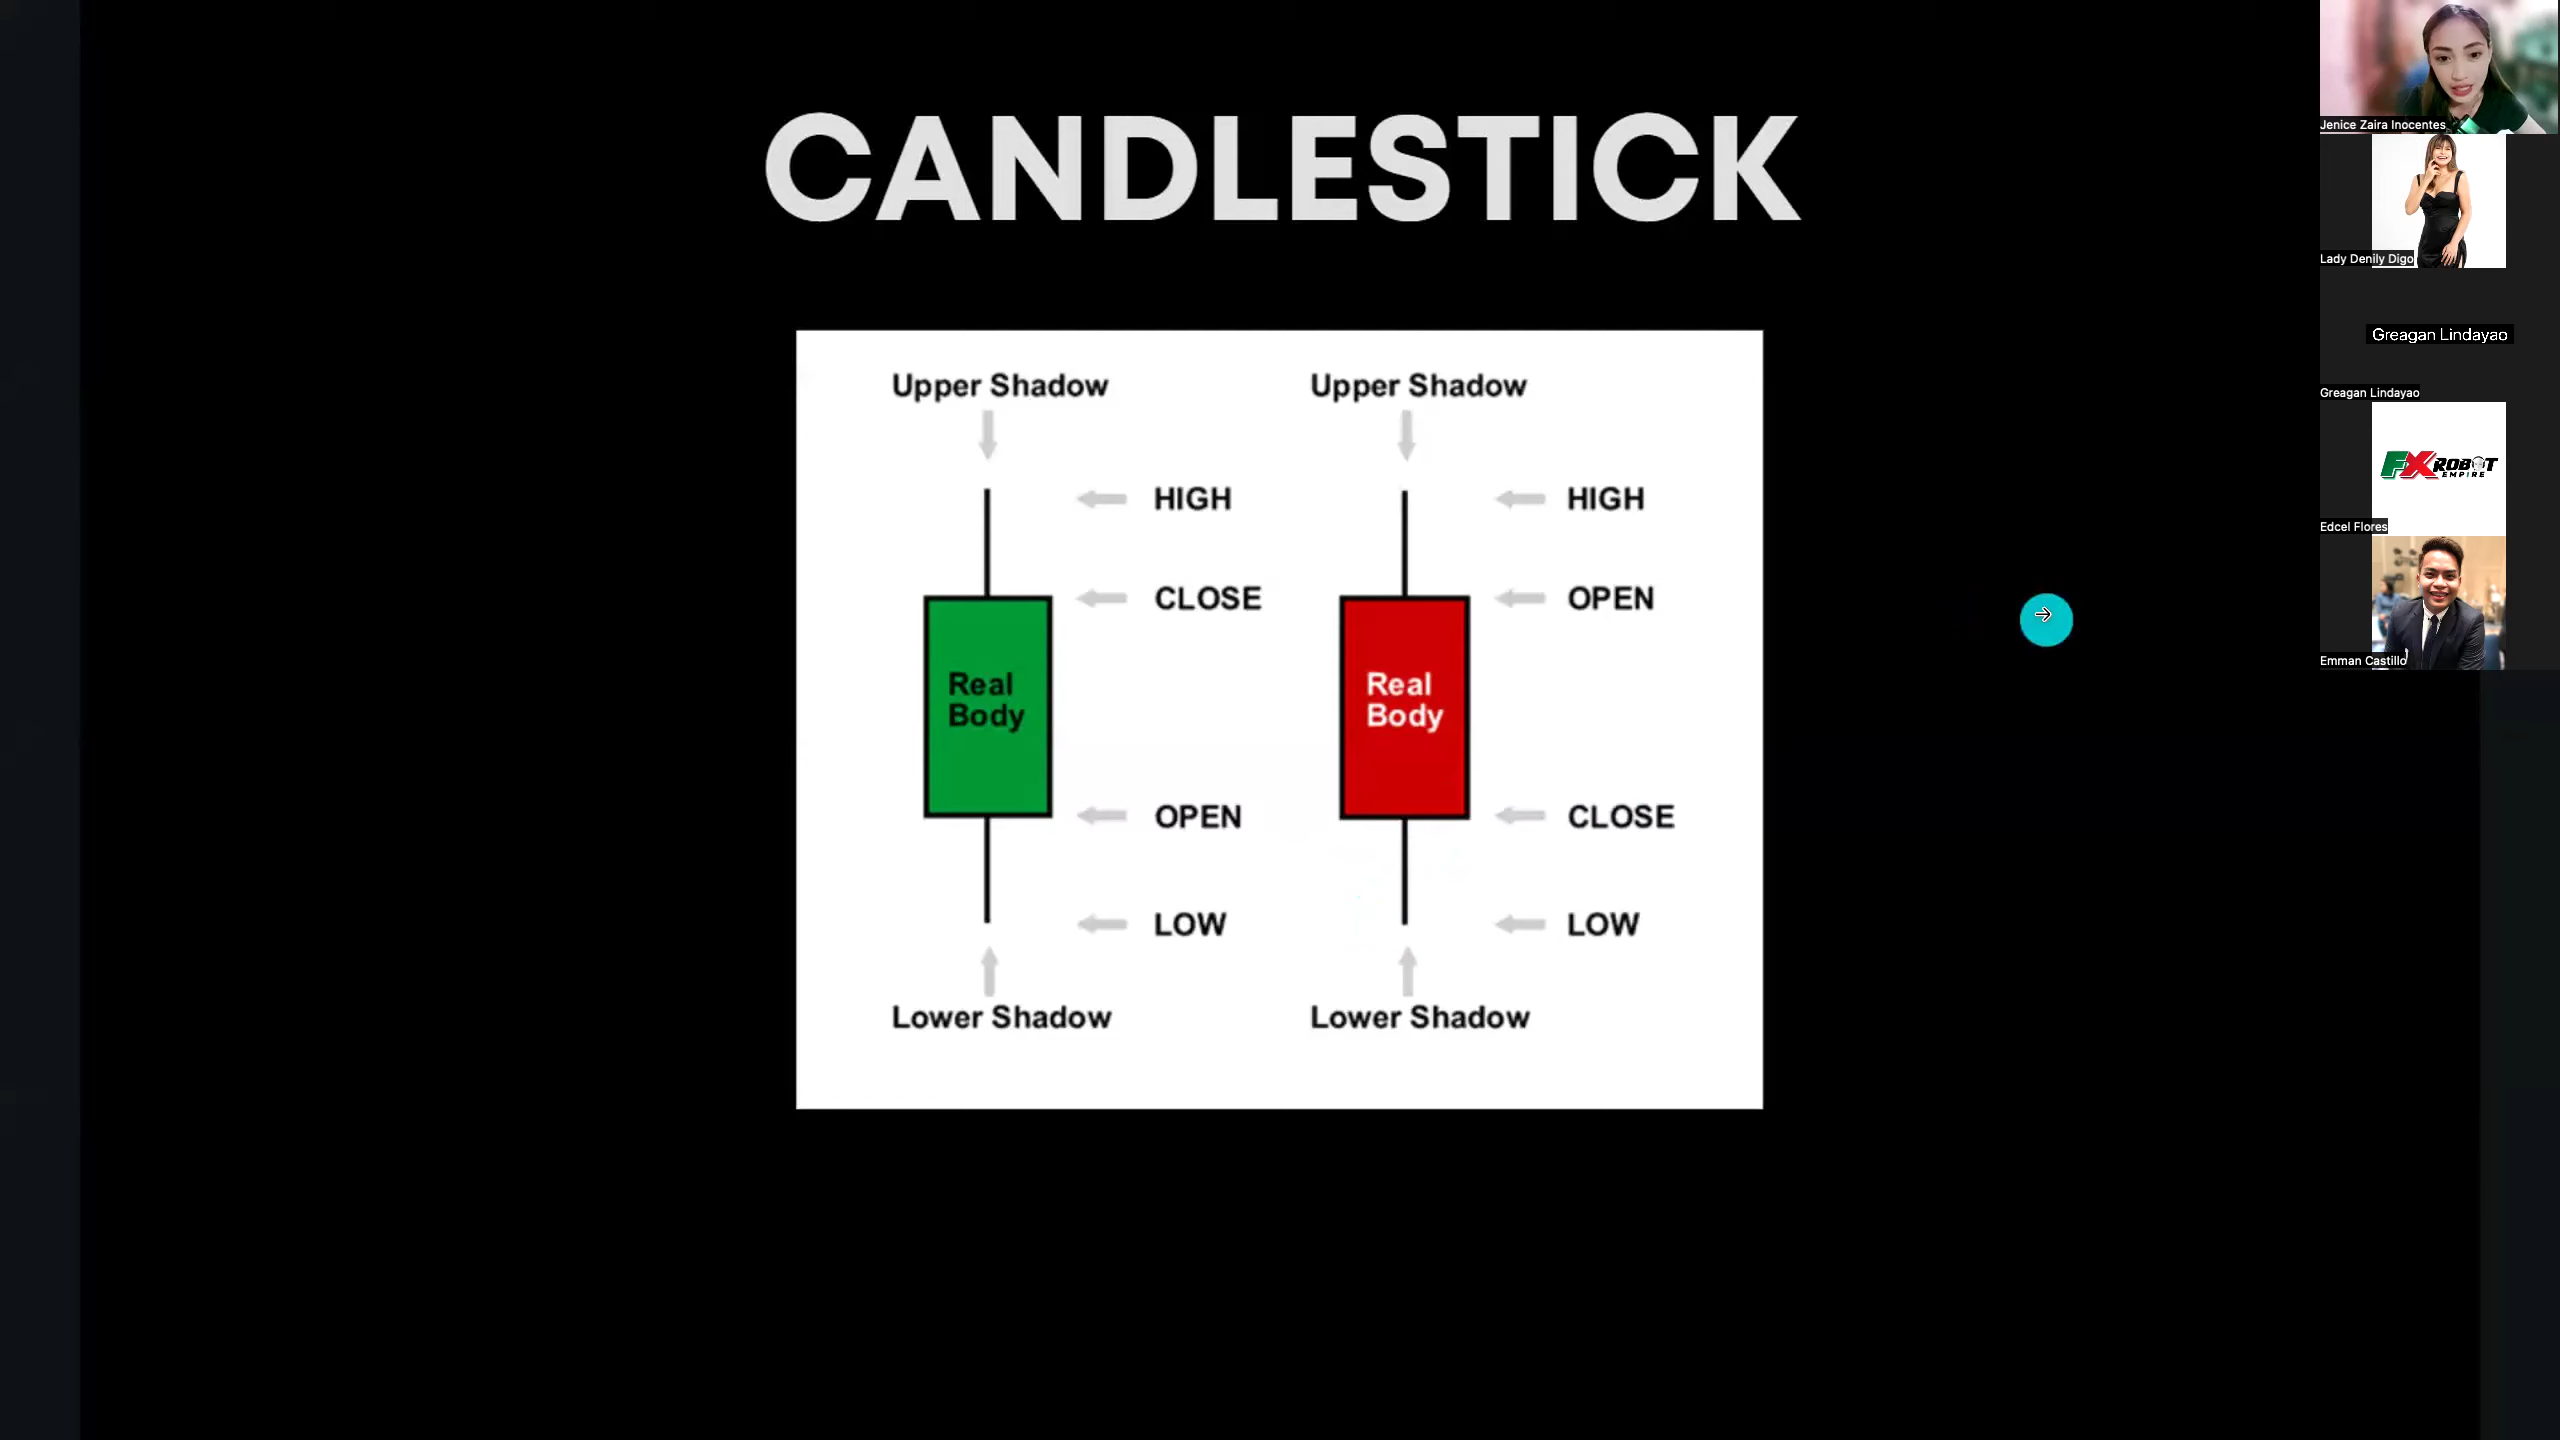 CANDLESTICK
Upper Shadow
Upper Shadow
HIGH
HIGH
CLOSE
OPEN
Real
Body
Real
Body
OPEN
CLOSE
LOW
LOW
Lower Shadow
Lower Shadow
Jenice Zaira Inocentes
Lady Denily Digo
Greagan Lindayao
Greagan Lindayao
FX ROBOT
EMPIRE
Edcel Flores
Emman Castillo